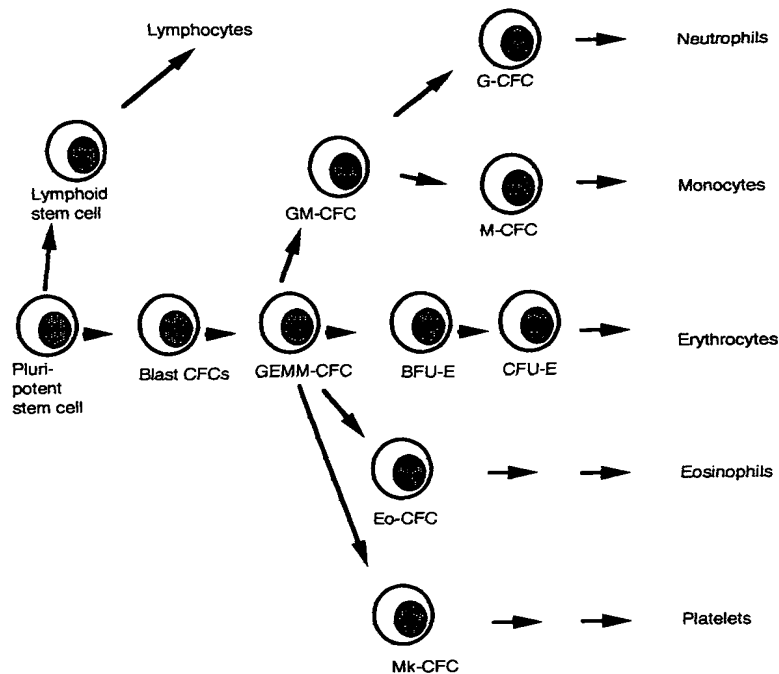 Lymphocytes
Neutrophils
G-CFC
Lymphoid
stem cell
GM-CFC
Monocytes
M-CFC
Pluri-
potent
stem cell
Blast CFCs
GEMM-CFC
BFU-E
CFU-E
Erythrocytes
Eosinophils
Eo-CFC
Platelets
Mk-CFC